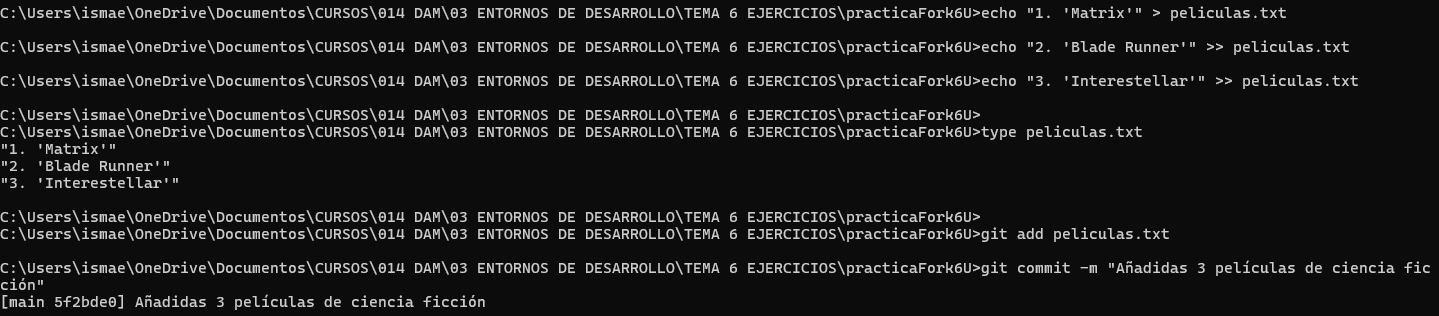 C:\Users\ismae\OneDrive\Documentos\CURSOS\014 DAM\03 ENTORNOS DE DESARROLLO\TEMA 6 EJERCICIOS\practicaFork6U>echo "1. 'Matrix'" > peliculas.txt
C:\Users\ismae\OneDrive\Documentos\CURSOS\014 DAM\03 ENTORNOS DE DESARROLLO\TEMA 6 EJERCICIOS\practicaFork6U>echo "2. 'Blade Runner'" >> peliculas.txt
C:\Users\ismae\OneDrive\Documentos\CURSOS\014 DAM\03 ENTORNOS DE DESARROLLO\TEMA 6 EJERCICIOS\practicaFork6U>echo "3. 'Interestellar'" >> peliculas.txt
C:\Users\ismae\OneDrive\Documentos\CURSOS\014 DAM\03 ENTORNOS DE DESARROLLO\TEMA 6 EJERCICIOS\practicaFork6U>
C:\Users\ismae\OneDrive\Documentos\CURSOS\014 DAM\03 ENTORNOS DE DESARROLLO\TEMA 6 EJERCICIOS\practicaFork6U>type peliculas.txt
"1. 'Matrix'"
"2. 'Blade Runner'"
"3. 'Interestellar'"
C:\Users\ismae\OneDrive\Documentos\CURSOS\014 DAM\03 ENTORNOS DE DESARROLLO\TEMA 6 EJERCICIOS\practicaFork6U>
C:\Users\ismae\OneDrive\Documentos\CURSOS\014 DAM\03 ENTORNOS DE DESARROLLO\TEMA 6 EJERCICIOS\practicaFork6U>git add peliculas.txt
C:\Users\ismae\OneDrive\Documentos\CURSOS\014 DAM\03 ENTORNOS DE DESARROLLO\TEMA 6 EJERCICIOS\practicaFork6U>git commit -m "Añadidas 3 películas de ciencia fic
ción"
[main 5f2bde0] Añadidas 3 películas de ciencia ficción